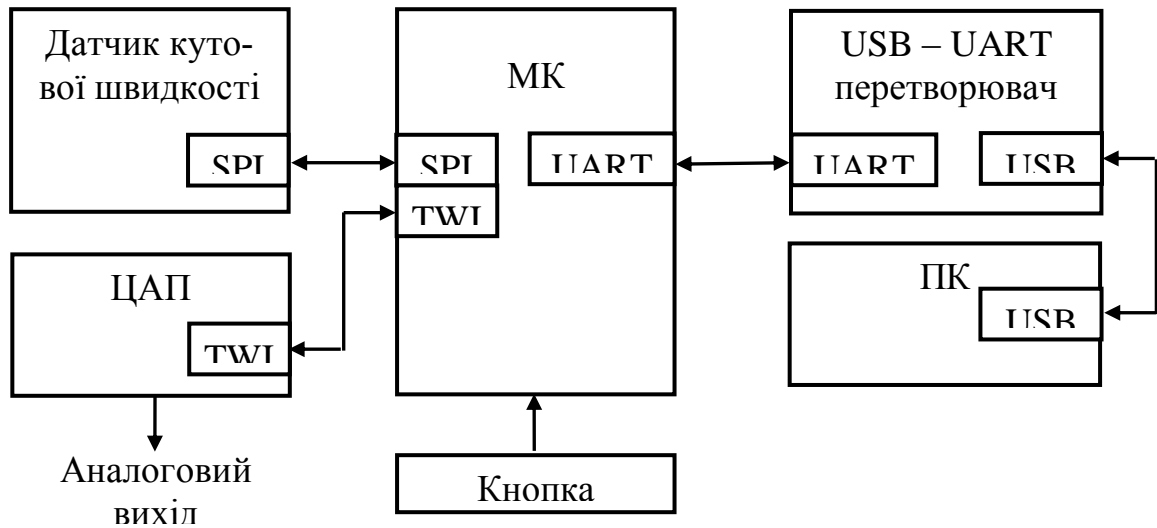 Датчик куто-
вої швидкості
SPI
МК
SPI
UART
TWI
USB – UART
перетворювач
UART
USB
ЦАП
TWI
ПК
USB
Аналоговий
вихід
Кнопка